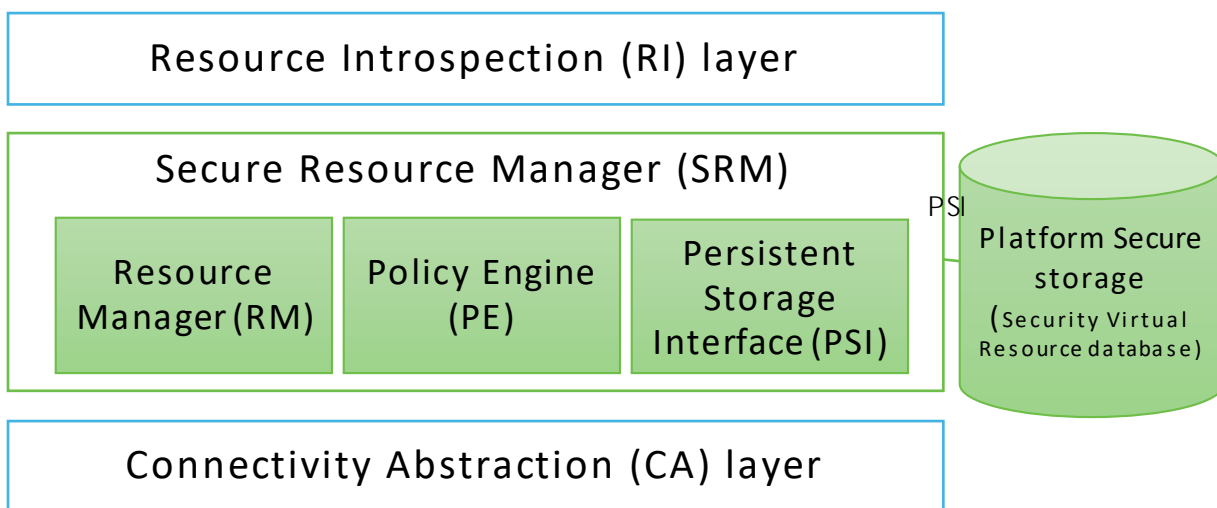 Resource Introspection (RI) layer
Secure Resource Manager (SRM)
Resource
Manager (RM)
Policy Engine
(PE)
Persistent
Storage
Interface (PSI)
PSI
Platform Secure
storage
(Security Virtual
Resource database)
Connectivity Abstraction (CA) layer